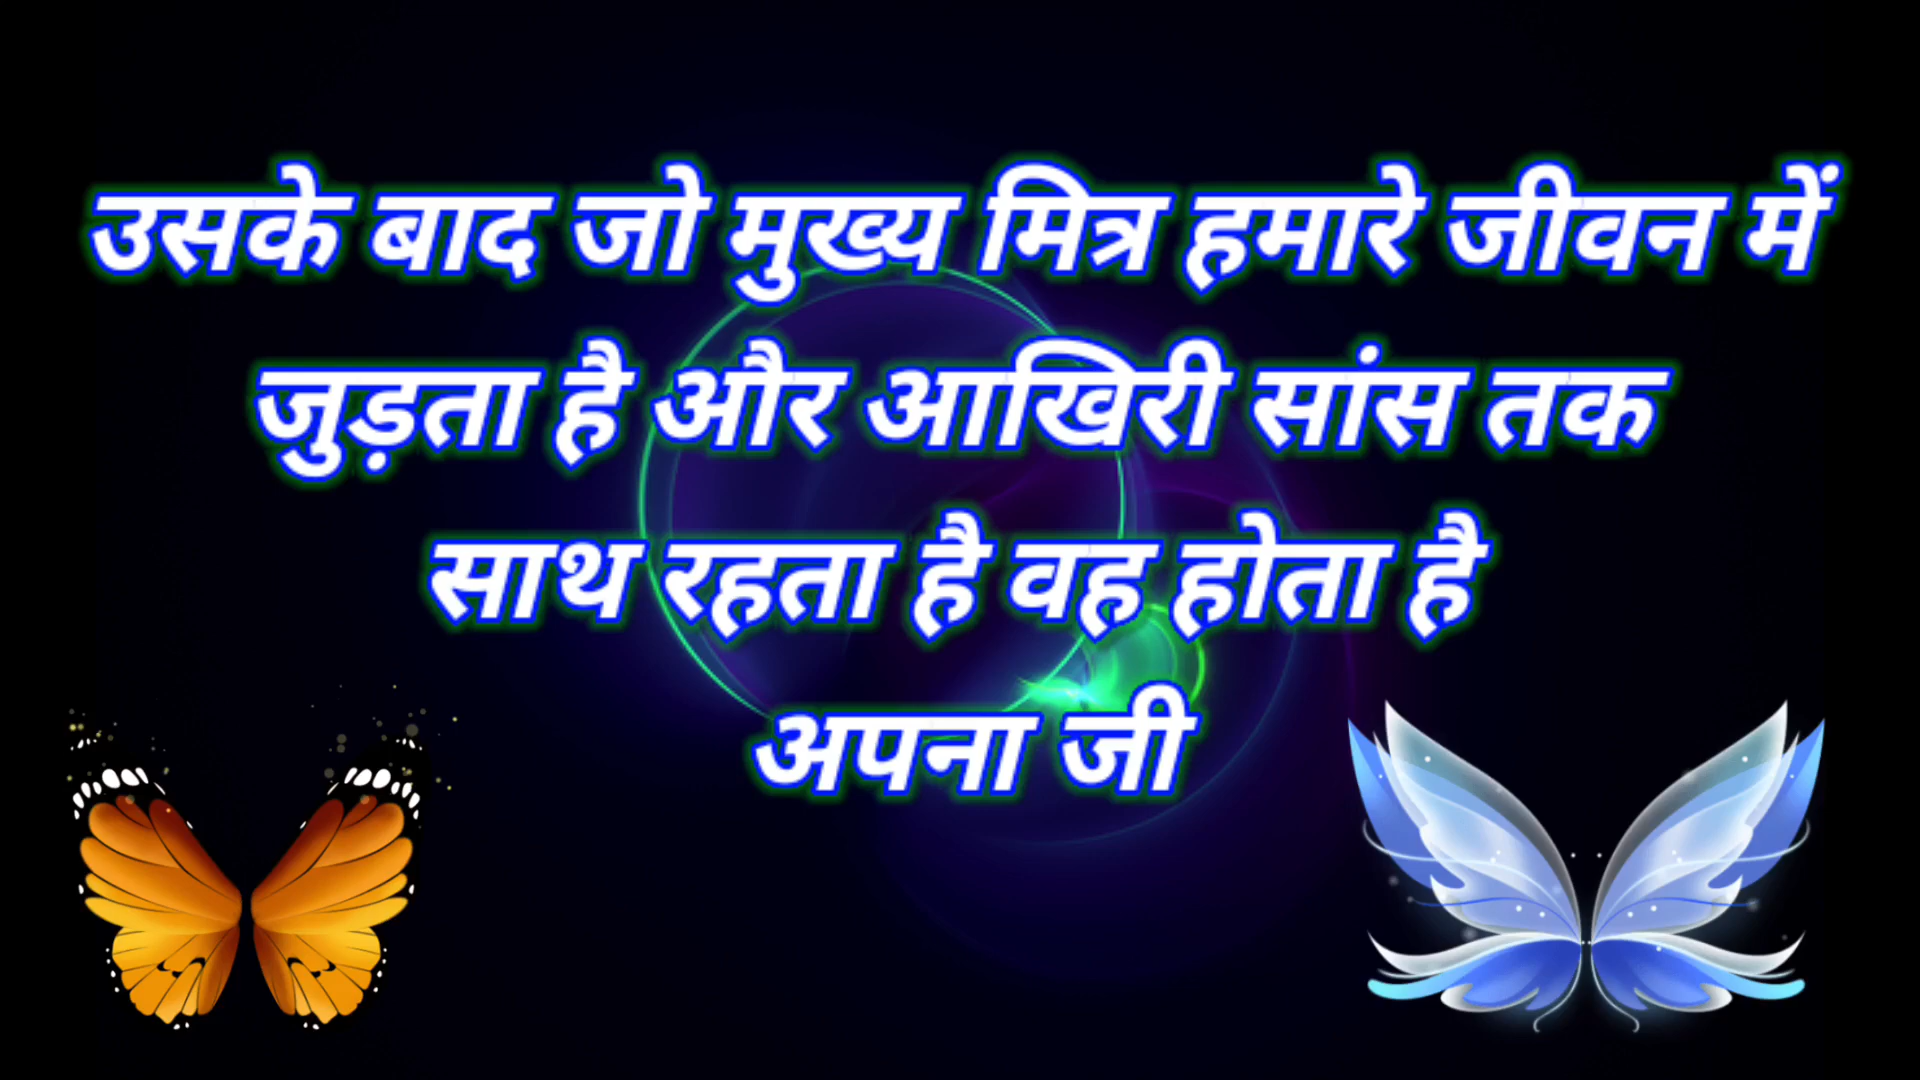 उसके बाद जो मुख्य मित्र हमारे जीवन में
जुड़ता है और आखिरी सांस तक
साथ रहता है वह होता है
अपना जी